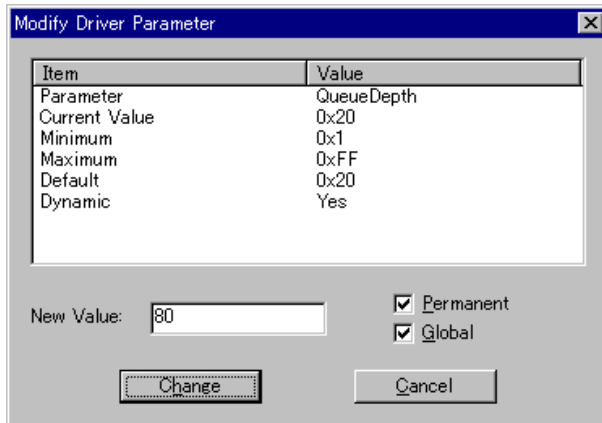 Modify Driver Parameter
Item Value
Parameter QueueDepth
Current Value 0x20
Minimum 0x1
Maximum 0xFF
Default 0x20
Dynamic Yes
New Value: 80 Permanent
Global
Change Cancel